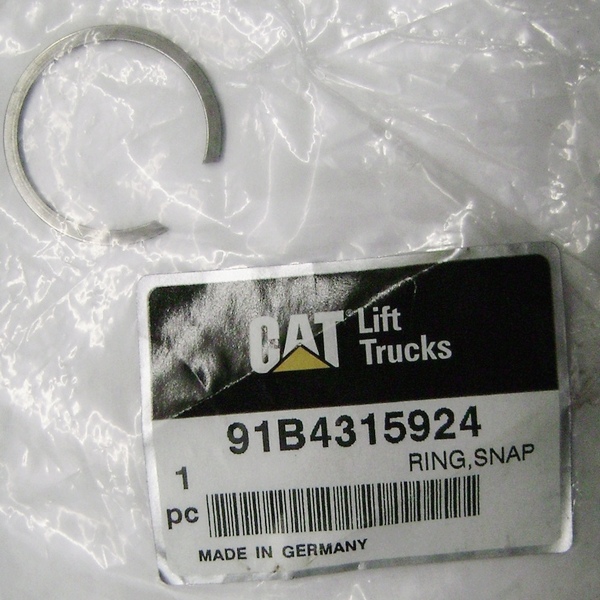 CAT Lift
Trucks
91B4315924
RING,SNAP
1
pc
MADE IN GERMANY